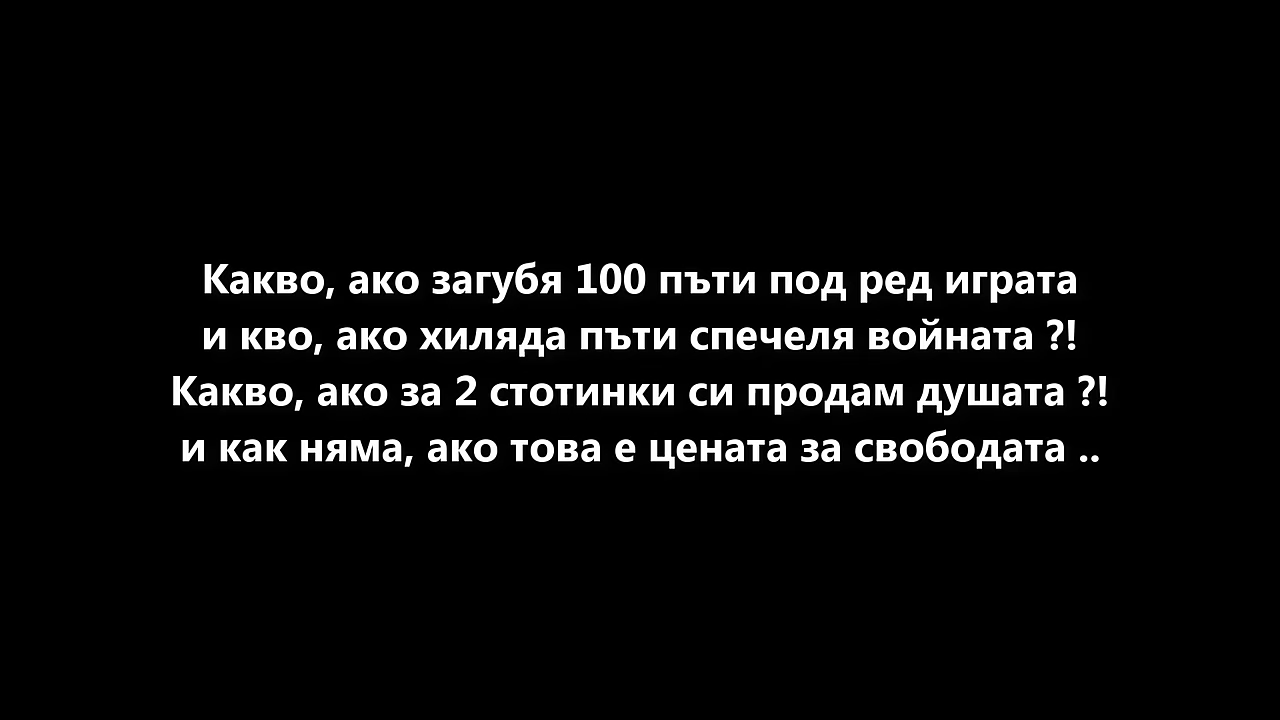 Какво, ако загубя 100 пъти под ред играта
и кво, ако хиляда пъти спечеля войната ?!
Какво, ако за 2 стотинки си продам душата ?!
и как няма, ако това е цената за свободата ..